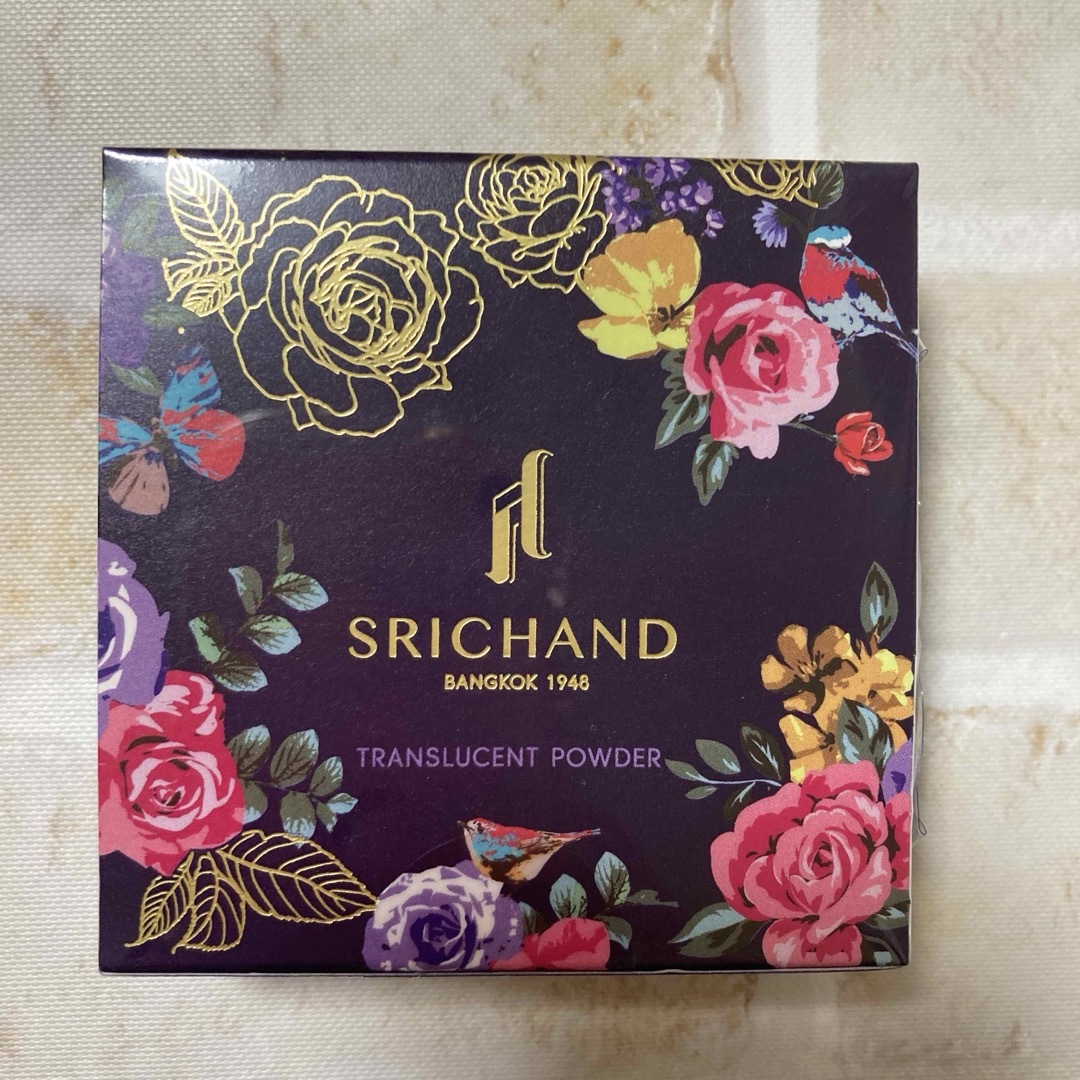 SRICHAND
BANGKOK 1948
TRANSLUCENT POWDER